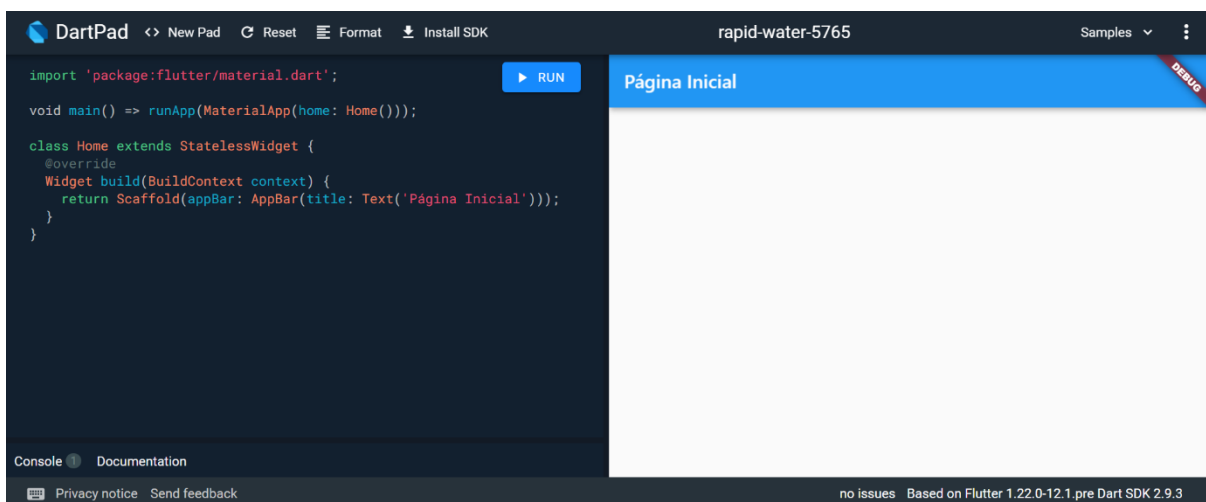 DartPad <> New Pad Reset Format Install SDK rapid-water-5765 Samples
import 'package:flutter/material.dart';
RUN
void main() => runApp(MaterialApp(home: Home()));
class Home extends StatelessWidget {
@override
Widget build(BuildContext context) {
return Scaffold(appBar: AppBar(title: Text('Página Inicial')));
}
}
Página Inicial
DEBUG
Console 1 Documentation
Privacy notice Send feedback no issues Based on Flutter 1.22.0-12.1.pre Dart SDK 2.9.3